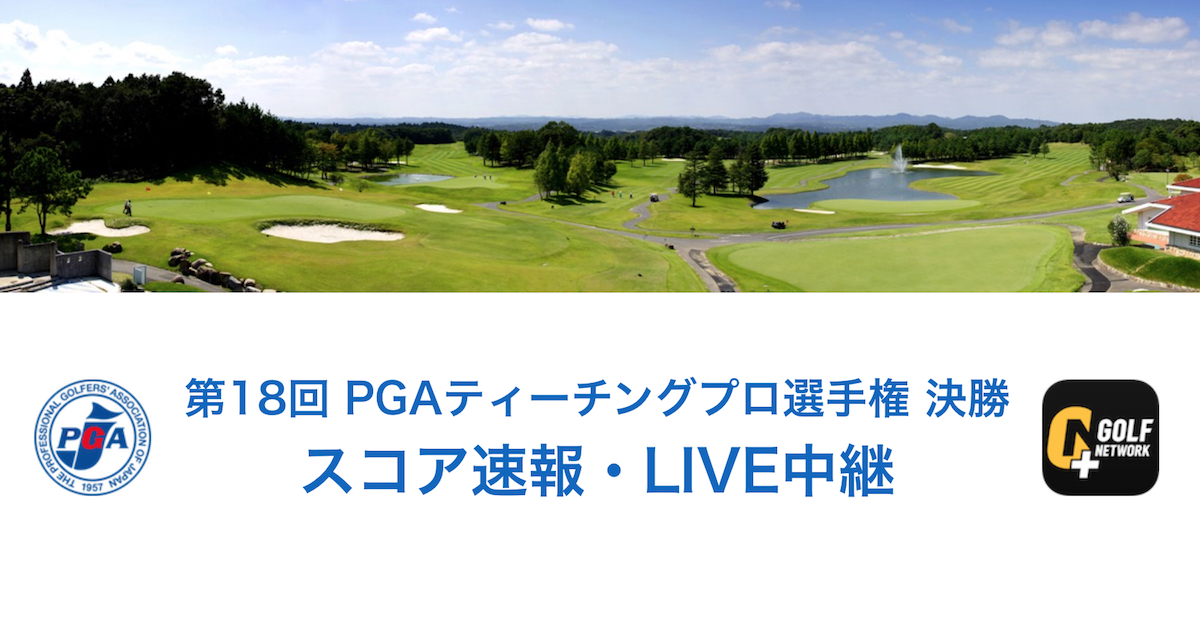 第18回 PGAティーチングプロ選手権 決勝
スコア速報・LIVE中継
THE PROFESSIONAL GOLFERS' ASSOCIATION OF JAPAN
PGA
1957
GN+
GOLF
NETWORK